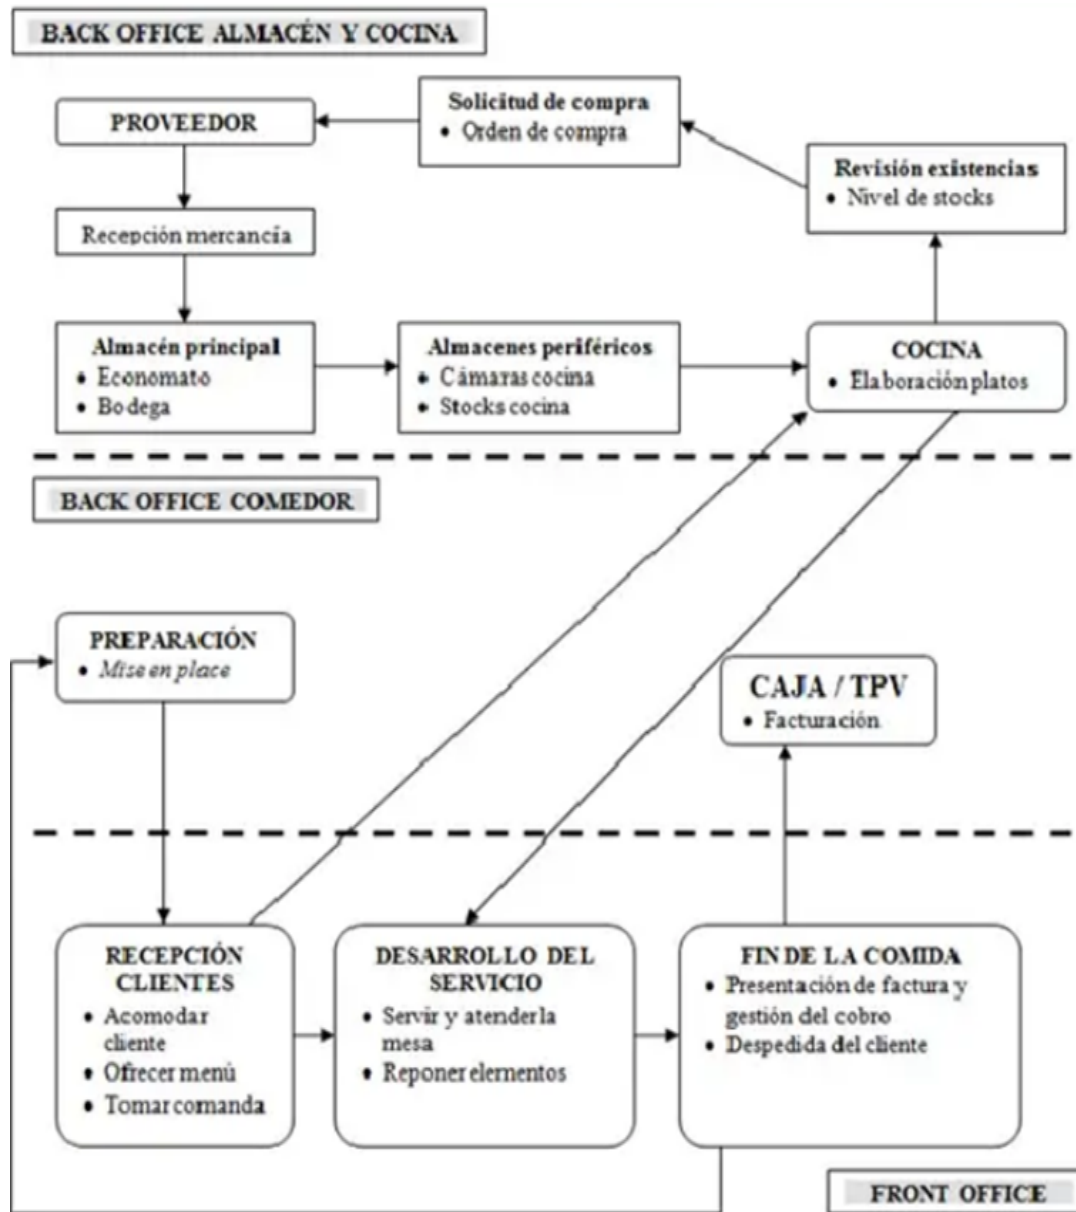 BACK OFFICE ALMACÉN Y COCINA
Solicitud de compra
• Orden de compra
PROVEEDOR
Revisión existencias
• Nivel de stocks
Recepción mercancía
Almacén principal
• Economato
• Bodega
Almacenes periféricos
• Cámaras cocina
• Stocks cocina
COCINA
• Elaboración platos
BACK OFFICE COMEDOR
PREPARACIÓN
• Mise en place
CAJA / TPV
• Facturación
RECEPCIÓN
CLIENTES
• Acomodar
cliente
• Ofrecer menú
• Tomar comanda
DESARROLLO DEL
SERVICIO
• Servir y atender la
mesa
• Reponer elementos
FIN DE LA COMIDA
• Presentación de factura y
gestión del cobro
• Despedida del cliente
FRONT OFFICE